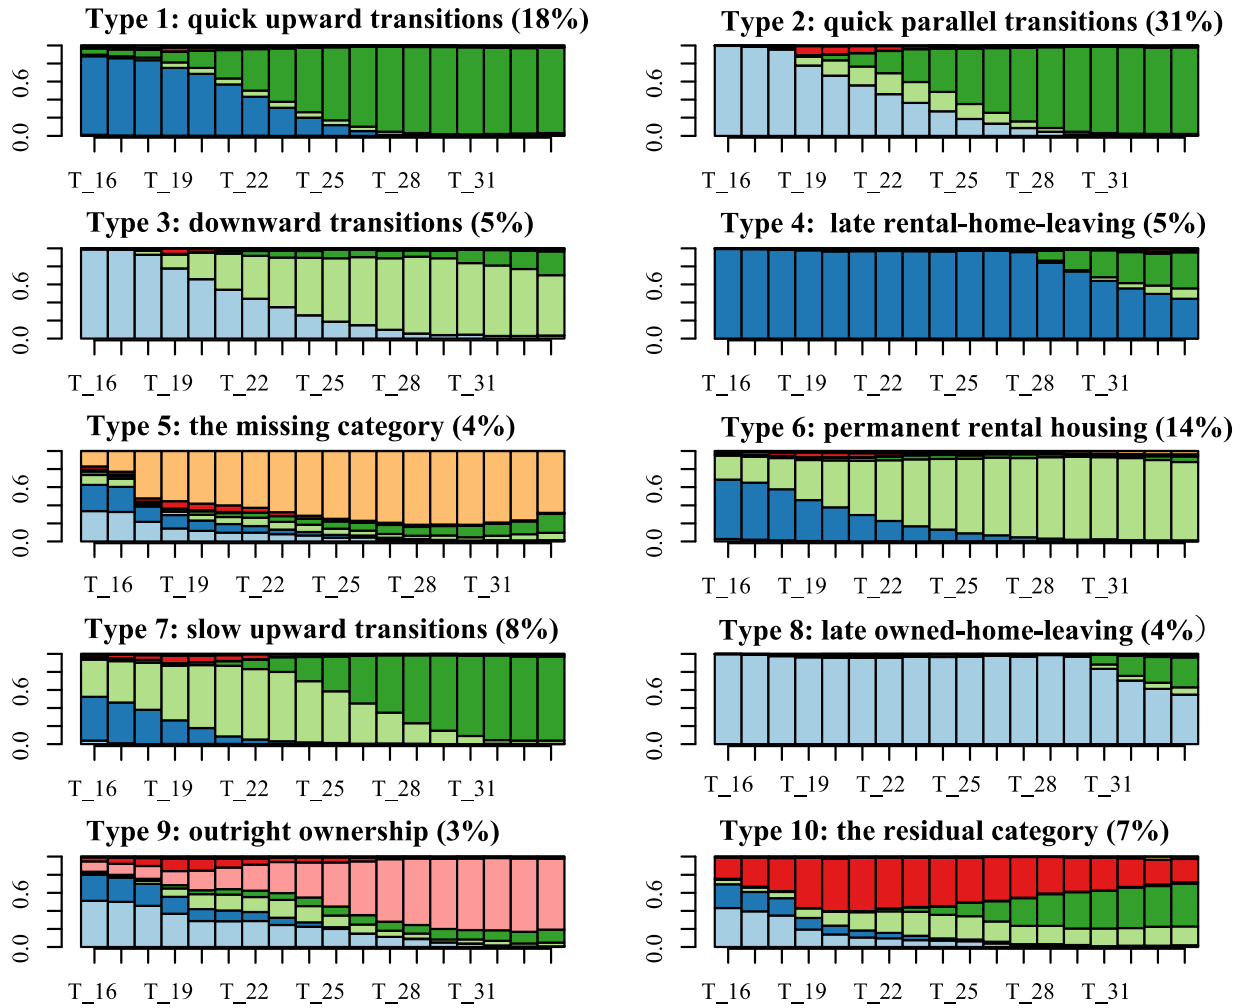 Type 1: quick upward transitions (18%)
0.6
0.0
T_16 T_19 T_22 T_25 T_28 T_31
Type 2: quick parallel transitions (31%)
0.6
0.0
T_16 T_19 T_22 T_25 T_28 T_31
Type 3: downward transitions (5%)
0.6
0.0
T_16 T_19 T_22 T_25 T_28 T_31
Type 4: late rental-home-leaving (5%)
0.6
0.0
T_16 T_19 T_22 T_25 T_28 T_31
Type 5: the missing category (4%)
0.6
0.0
T_16 T_19 T_22 T_25 T_28 T_31
Type 6: permanent rental housing (14%)
0.6
0.0
T_16 T_19 T_22 T_25 T_28 T_31
Type 7: slow upward transitions (8%)
0.6
0.0
T_16 T_19 T_22 T_25 T_28 T_31
Type 8: late owned-home-leaving (4%）
0.6
0.0
T_16 T_19 T_22 T_25 T_28 T_31
Type 9: outright ownership (3%)
0.6
0.0
T_16 T_19 T_22 T_25 T_28 T_31
Type 10: the residual category (7%)
0.6
0.0
T_16 T_19 T_22 T_25 T_28 T_31